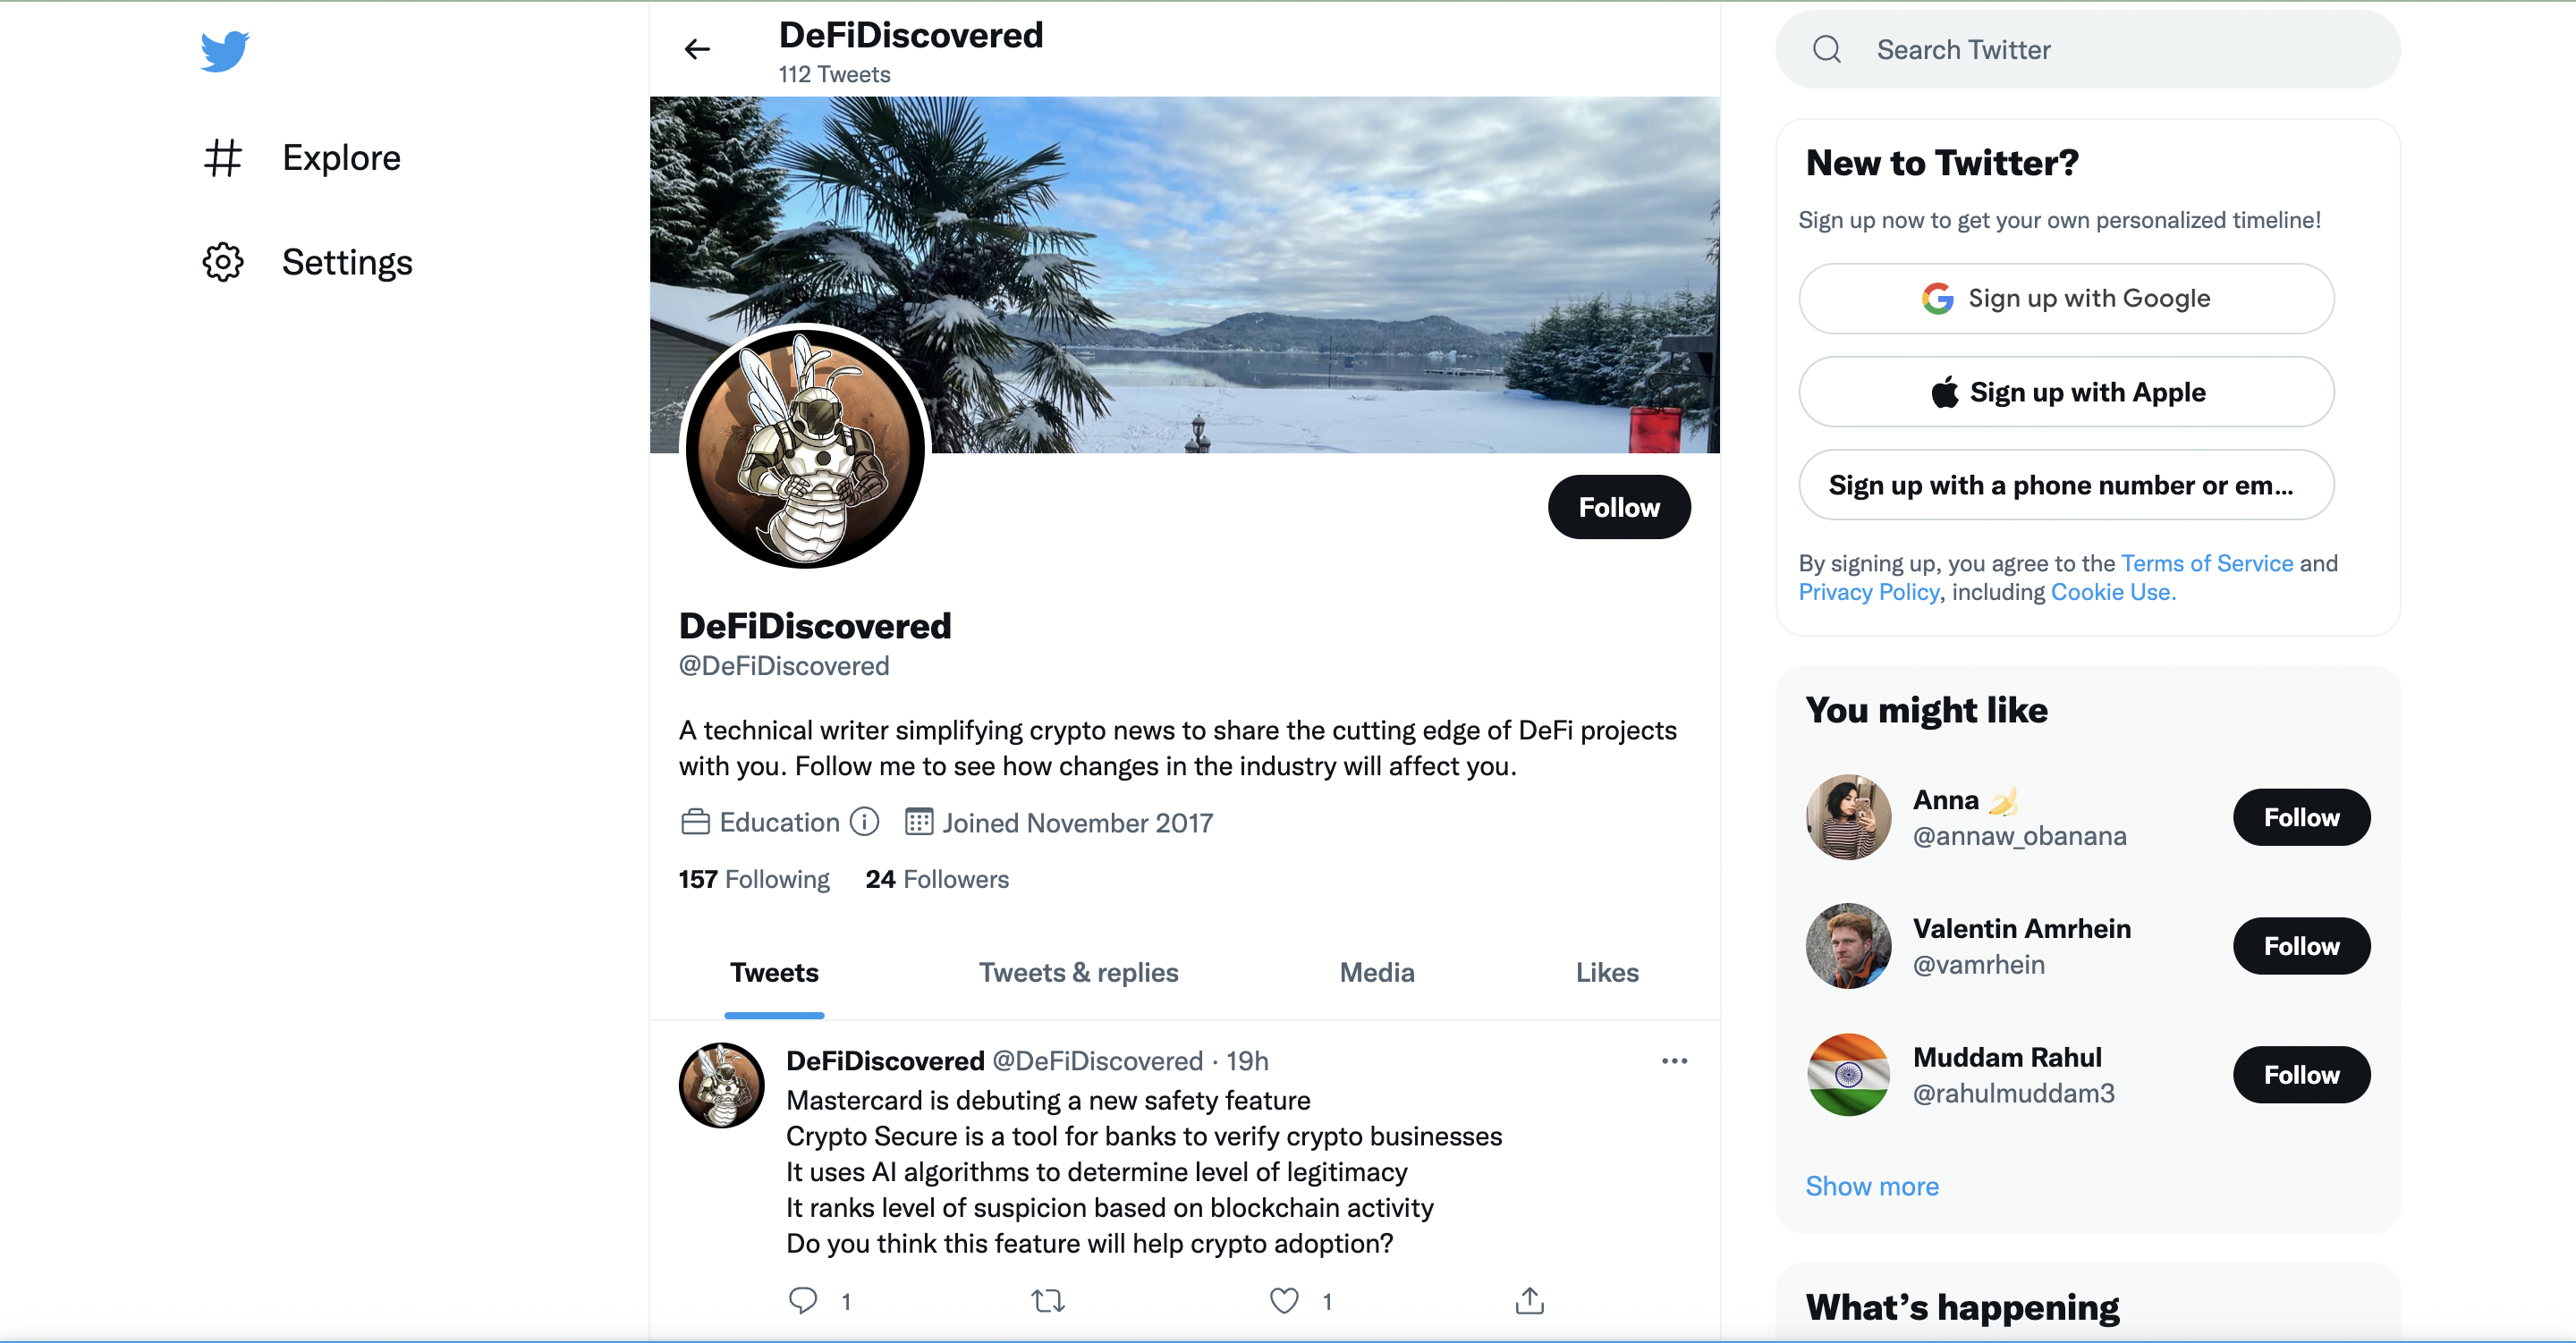 Explore
Settings
DeFiDiscovered
112 Tweets
Follow
DeFiDiscovered
@DeFiDiscovered
A technical writer simplifying crypto news to share the cutting edge of DeFi projects
with you. Follow me to see how changes in the industry will affect you.
Education Joined November 2017
157 Following 24 Followers
Tweets Tweets & replies Media Likes
DeFiDiscovered @DeFiDiscovered · 19h
Mastercard is debuting a new safety feature
Crypto Secure is a tool for banks to verify crypto businesses
It uses AI algorithms to determine level of legitimacy
It ranks level of suspicion based on blockchain activity
Do you think this feature will help crypto adoption?
1 1
Search Twitter
New to Twitter?
Sign up now to get your own personalized timeline!
Sign up with Google
Sign up with Apple
Sign up with a phone number or em...
By signing up, you agree to the Terms of Service and
Privacy Policy, including Cookie Use.
You might like
Anna 🍌
@annaw_obanana
Follow
Valentin Amrhein
@vamrhein
Follow
Muddam Rahul
@rahulmuddam3
Follow
Show more
What's happening